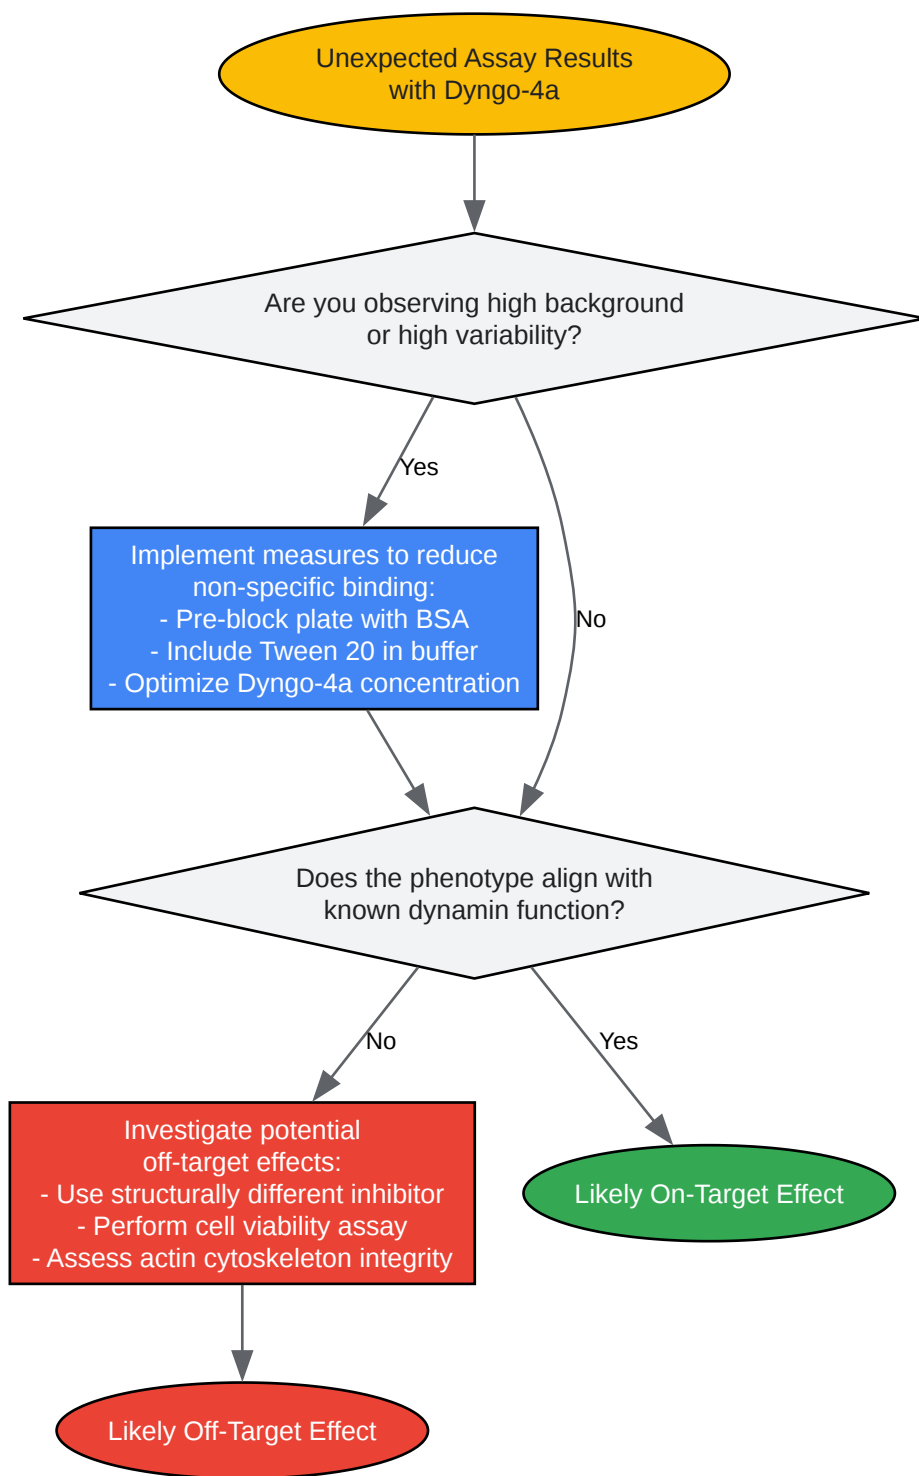 Unexpected Assay Results
with Dyngo-4a
Are you observing high background
or high variability?
Yes
Implement measures to reduce
non-specific binding:
- Pre-block plate with BSA
- Include Tween 20 in buffer
- Optimize Dyngo-4a concentration
No
Does the phenotype align with
known dynamin function?
No
Yes
Investigate potential
off-target effects:
- Use structurally different inhibitor
- Perform cell viability assay
- Assess actin cytoskeleton integrity
Likely On-Target Effect
Likely Off-Target Effect